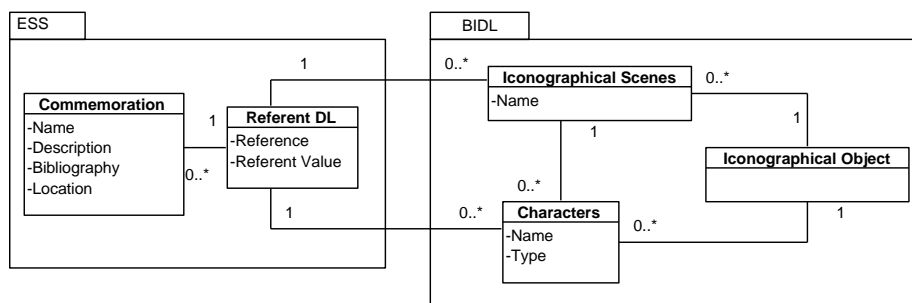 ESS
BIDL
1
0..*
Iconographical Scenes
-Name
0..*
Commemoration
-Name
-Description
-Bibliography
-Location
1
0..*
Referent DL
-Reference
-Referent Value
1
1
Iconographical Object
0..*
1
0..*
Characters
-Name
-Type
0..*
1